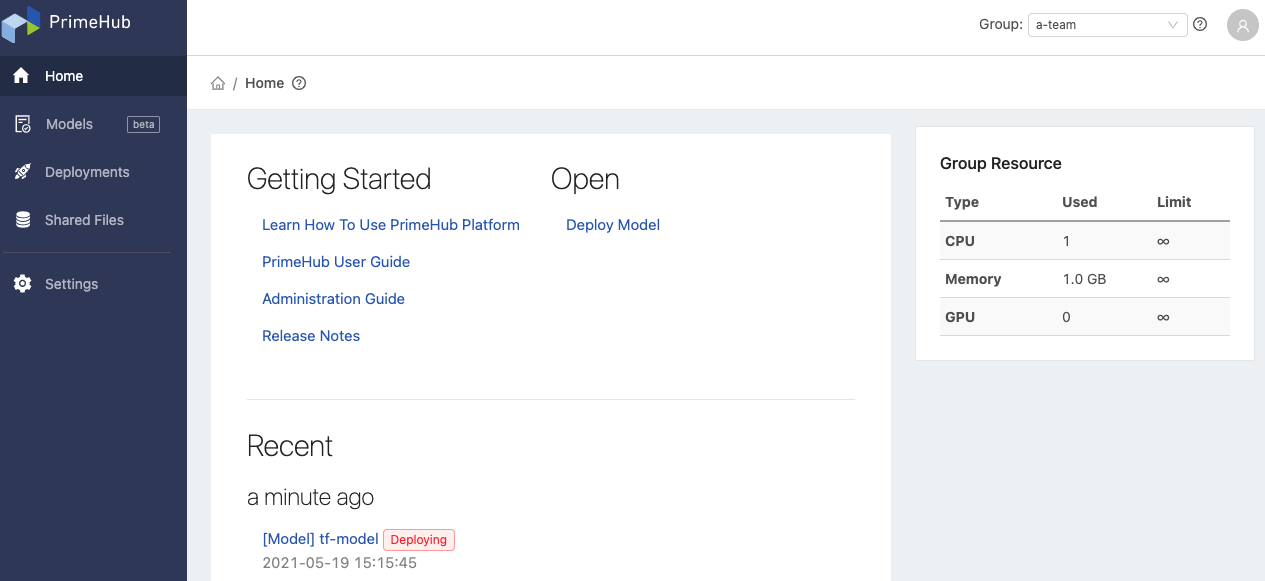 PrimeHub
Group: a-team
Home
Models beta
Deployments
Shared Files
Settings
/ Home
Getting Started
Learn How To Use PrimeHub Platform
PrimeHub User Guide
Administration Guide
Release Notes
Open
Deploy Model
Recent
a minute ago
[Model] tf-model Deploying
2021-05-19 15:15:45
Group Resource
Type Used Limit
CPU 1 ∞
Memory 1.0 GB ∞
GPU 0 ∞